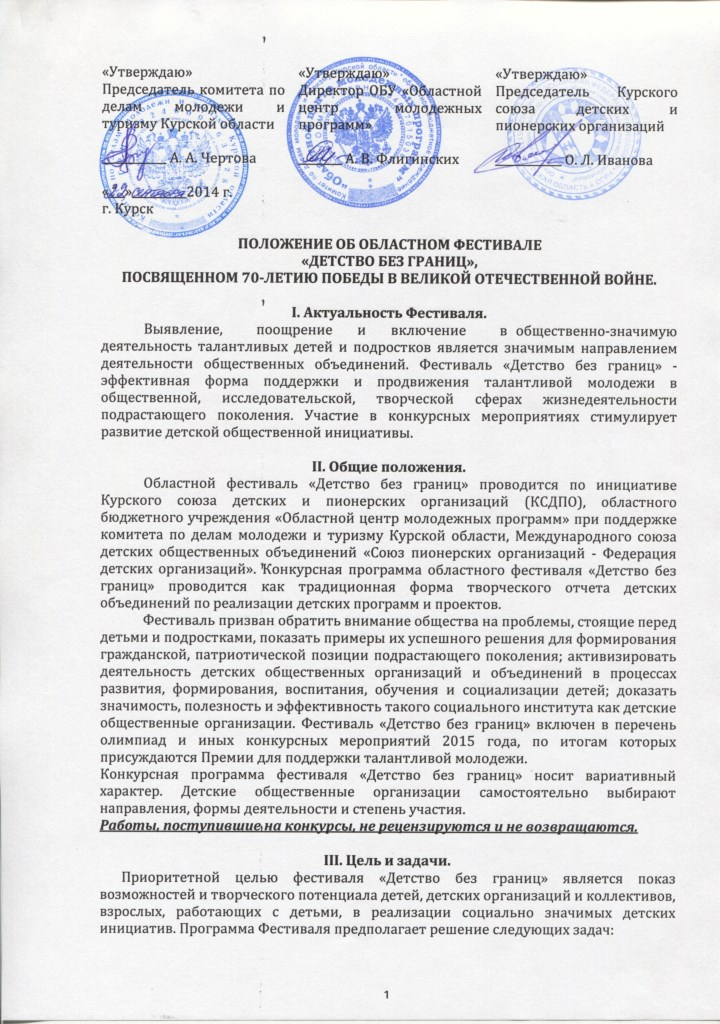 «Утверждаю»
Председатель комитета по
делам молодежи и
туризму Курской области
А. А. Чертова
«22» 2014 г.
г. Курск
«Утверждаю»
Директор ОБУ «Областной
центр молодежных
программ»
А. В. Флигинских
«Утверждаю»
Председатель Курского
союза детских и
пионерских организаций
О. Л. Иванова
ПОЛОЖЕНИЕ ОБ ОБЛАСТНОМ ФЕСТИВАЛЕ
«ДЕТСТВО БЕЗ ГРАНИЦ»,
ПОСВЯЩЕННОМ 70-ЛЕТИЮ ПОБЕДЫ В ВЕЛИКОЙ ОТЕЧЕСТВЕННОЙ ВОЙНЕ.
I. Актуальность Фестиваля.
Выявление, поощрение и включение в общественно-значимую
деятельность талантливых детей и подростков является значимым направлением
деятельности общественных объединений. Фестиваль «Детство без границ» -
эффективная форма поддержки и продвижения талантливой молодежи в
общественной, исследовательской, творческой сферах жизнедеятельности
подрастающего поколения. Участие в конкурсных мероприятиях стимулирует
развитие детской общественной инициативы.
II. Общие положения.
Областной фестиваль «Детство без границ» проводится по инициативе
Курского союза детских и пионерских организаций (КСДПО), областного
бюджетного учреждения «Областной центр молодежных программ» при поддержке
комитета по делам молодежи и туризму Курской области, Международного союза
детских общественных объединений «Союз пионерских организаций - Федерация
детских организаций». Конкурсная программа областного фестиваля «Детство без
границ» проводится как традиционная форма творческого отчета детских
объединений по реализации детских программ и проектов.
Фестиваль призван обратить внимание общества на проблемы, стоящие перед
детьми и подростками, показать примеры их успешного решения для формирования
гражданской, патриотической позиции подрастающего поколения; активизировать
деятельность детских общественных организаций и объединений в процессах
развития, формирования, воспитания, обучения и социализации детей; доказать
значимость, полезность и эффективность такого социального института как детские
общественные организации. Фестиваль «Детство без границ» включен в перечень
олимпиад и иных конкурсных мероприятий 2015 года, по итогам которых
присуждаются Премии для поддержки талантливой молодежи.
Конкурсная программа фестиваля «Детство без границ» носит вариативный
характер. Детские общественные организации самостоятельно выбирают
направления, формы деятельности и степень участия.
Работы, поступившие на конкурсы, не рецензируются и не возвращаются.
III. Цель и задачи.
Приоритетной целью фестиваля «Детство без границ» является показ
возможностей и творческого потенциала детей, детских организаций и коллективов,
взрослых, работающих с детьми, в реализации социально значимых детских
инициатив. Программа Фестиваля предполагает решение следующих задач:
1